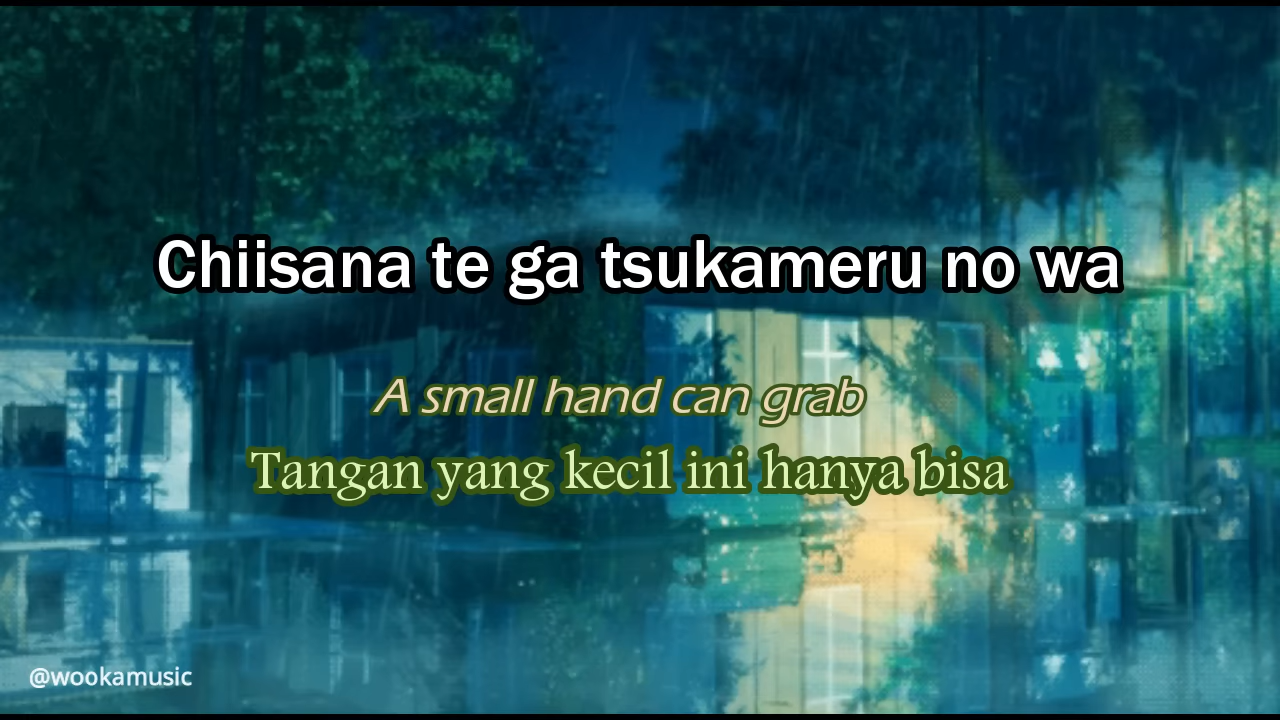 Chiisana te ga tsukameru no wa
A small hand can grab
Tangan yang kecil ini hanya bisa
@wookamusic